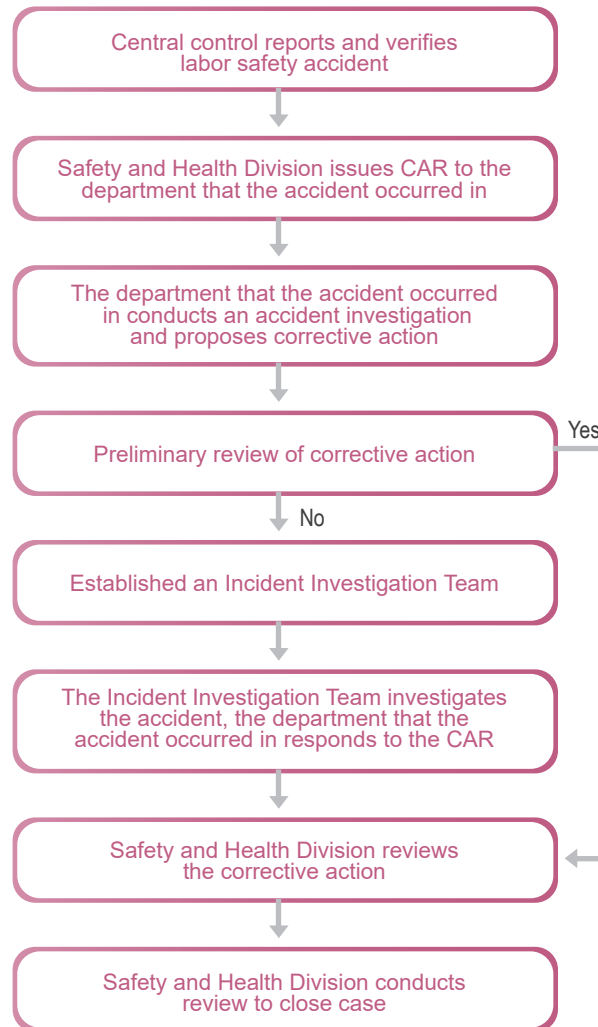 Central control reports and verifies
labor safety accident
Safety and Health Division issues CAR to the
department that the accident occurred in
The department that the accident occurred
in conducts an accident investigation
and proposes corrective action
Preliminary review of corrective action
Yes
No
Established an Incident Investigation Team
The Incident Investigation Team investigates
the accident, the department that the
accident occurred in responds to the CAR
Safety and Health Division reviews
the corrective action
Safety and Health Division conducts
review to close case